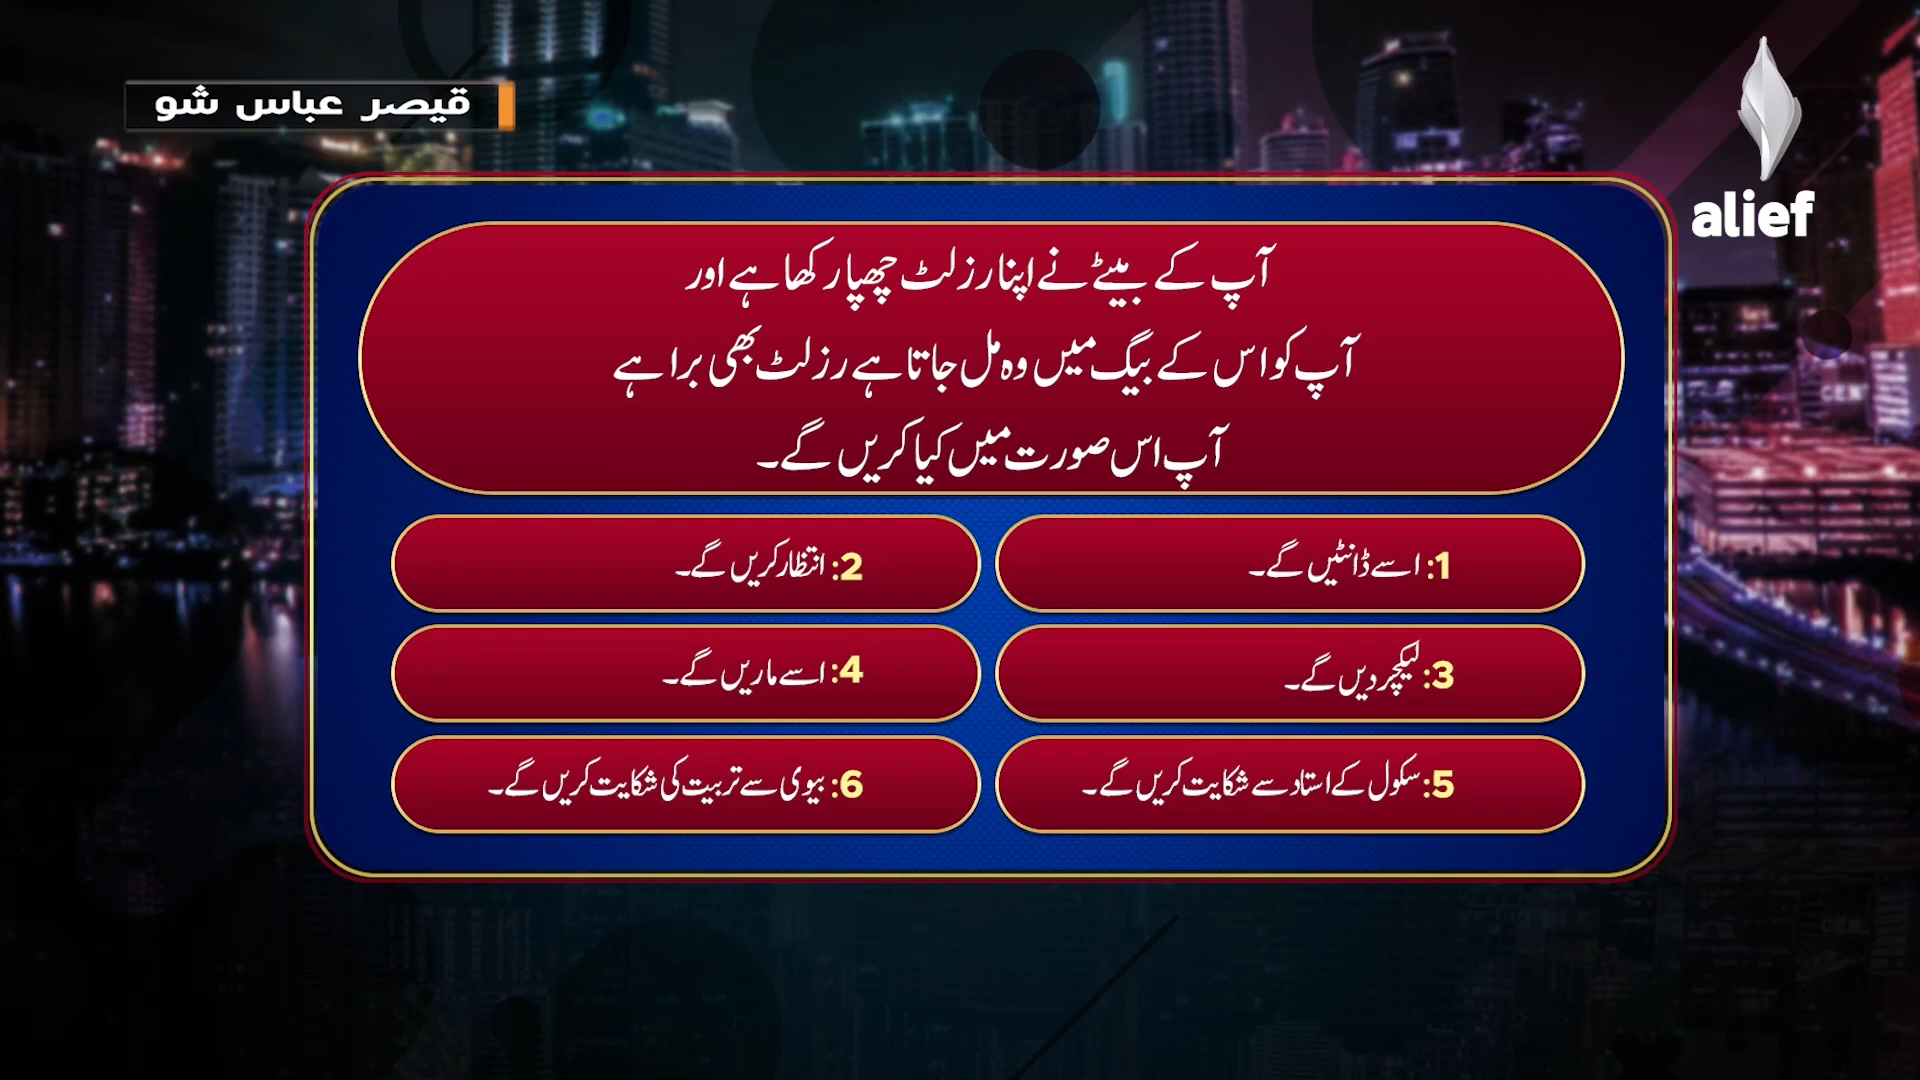 قیصر عباس شو
alief
آپ کے بیٹے نے اپنا رزلٹ چھپا رکھا ہے اور
آپ کو اس کے بیگ میں وہ مل جاتا ہے رزلٹ بھی برا ہے
آپ اس صورت میں کیا کریں گے۔
1: اسے ڈانٹیں گے۔
2: انتظار کریں گے۔
3: لیکچر دیں گے۔
4: اسے ماریں گے۔
5: سکول کے استاد سے شکایت کریں گے۔
6: بیوی سے تربیت کی شکایت کریں گے۔